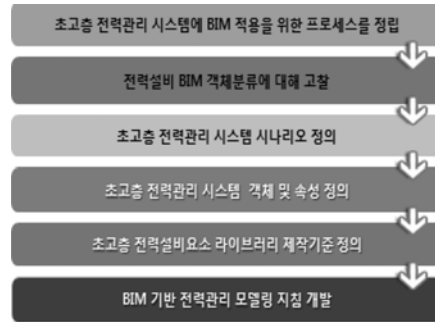 초고층 전력관리 시스템에 BIM 적용을 위한 프로세스를 정립
전력설비 BIM 객체분류에 대해 고찰
초고층 전력관리 시스템 시나리오 정의
초고층 전력관리 시스템 객체 및 속성 정의
초고층 전력설비요소 라이브러리 제작기준 정의
BIM 기반 전력관리 모델링 지침 개발